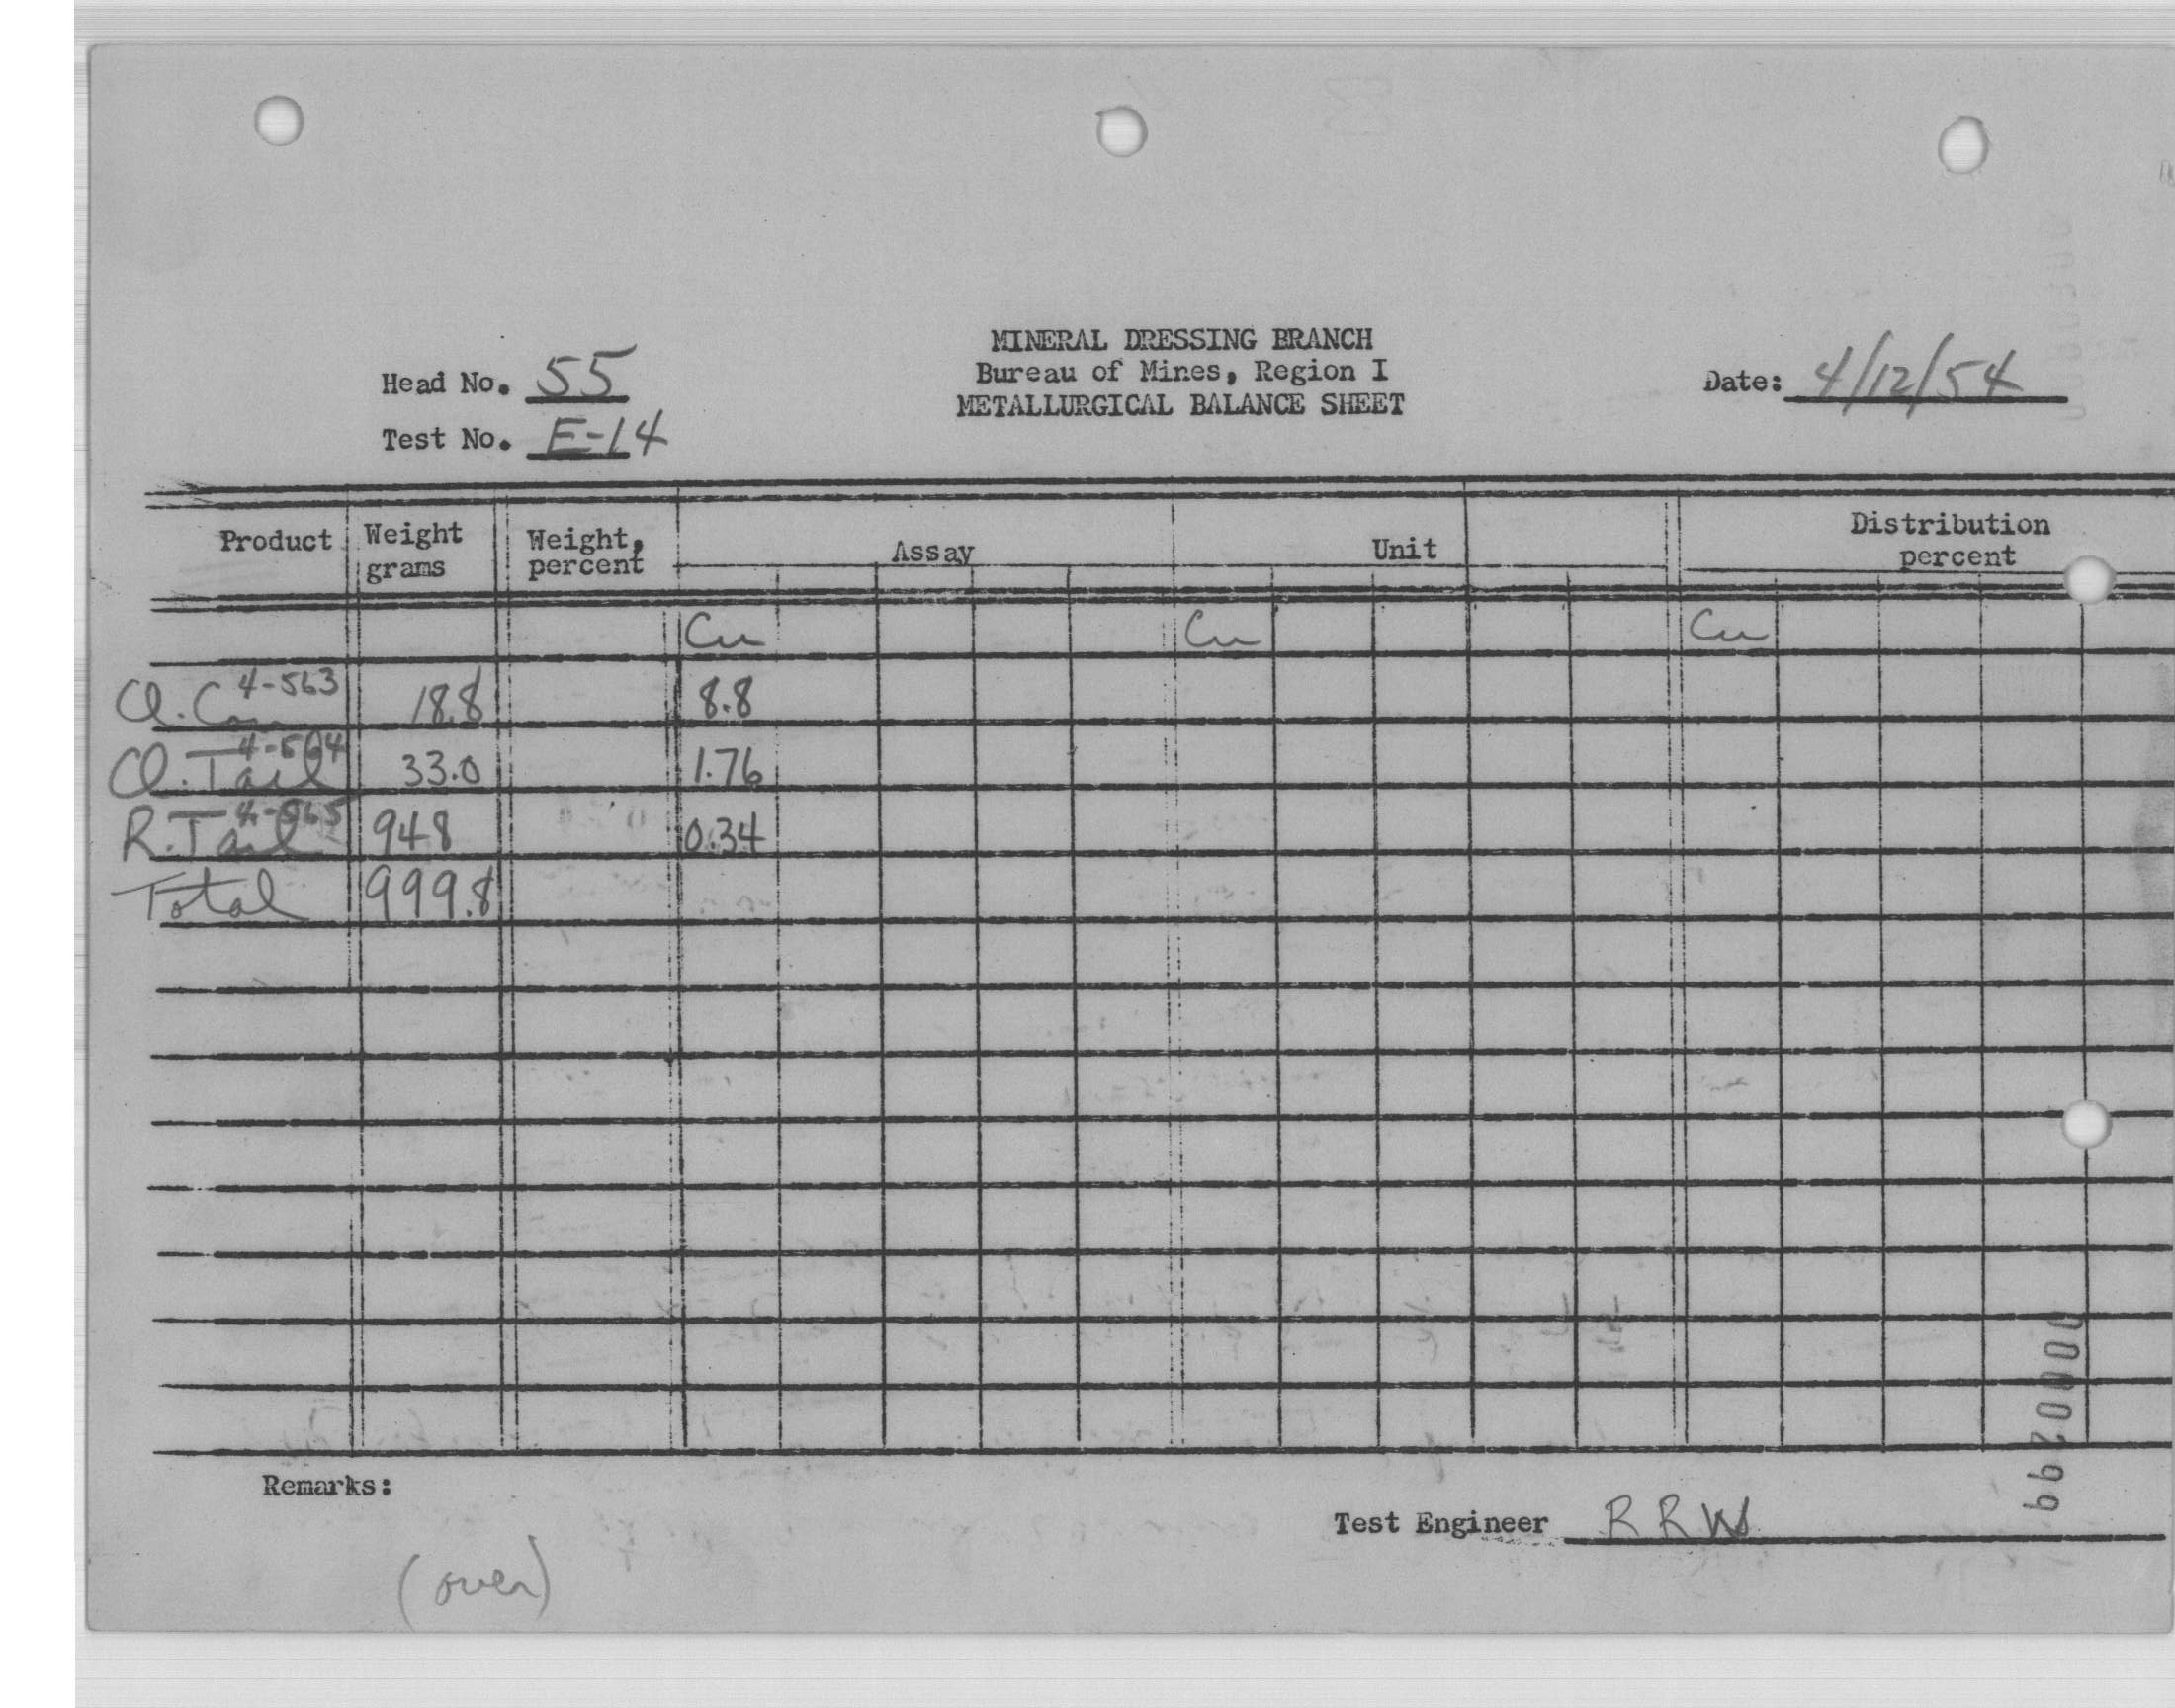 MINERAL DRESSING BRANCH
Bureau of Mines, Region I
METALLURGICAL BALANCE SHEET
Head No. 55
Test No. E-14
Date: 4/12/54
Product Weight grams Weight, percent Assay Unit Distribution percent
Cu Cu Cu
Cl. Con 4-563 18.8 8.8
Cl. Tail 4-564 33.0 1.76
R. Tail 4-565 948 0.34
Total 999.8
Remarks:
Test Engineer RRW
(over)